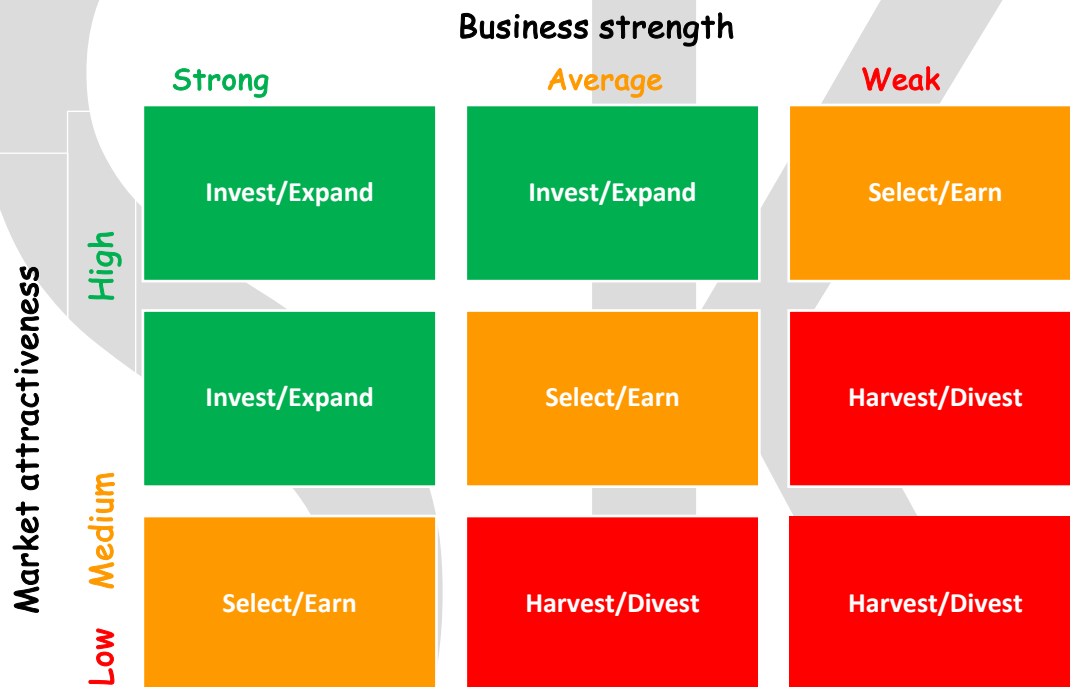 Business strength
Strong Average Weak
Market attractiveness
High
Invest/Expand Invest/Expand Select/Earn
Medium
Invest/Expand Select/Earn Harvest/Divest
Low
Select/Earn Harvest/Divest Harvest/Divest